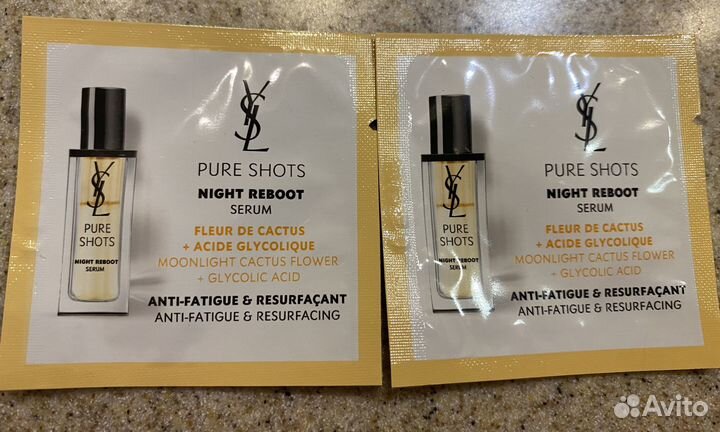 YSL
PURE SHOTS
NIGHT REBOOT
SERUM
FLEUR DE CACTUS
+ ACIDE GLYCOLIQUE
MOONLIGHT CACTUS FLOWER
+ GLYCOLIC ACID
ANTI-FATIGUE & RESURFAÇANT
ANTI-FATIGUE & RESURFACING
YSL
PURE
SHOTS
NIGHT REBOOT
SERUM
YSL
PURE SHOTS
NIGHT REBOOT
SERUM
FLEUR DE CACTUS
+ ACIDE GLYCOLIQUE
MOONLIGHT CACTUS FLOWER
+ GLYCOLIC ACID
ANTI-FATIGUE & RESURFAÇANT
ANTI-FATIGUE & RESURFACING
YSL
PURE
SHOTS
NIGHT REBOOT
SERUM
Avito